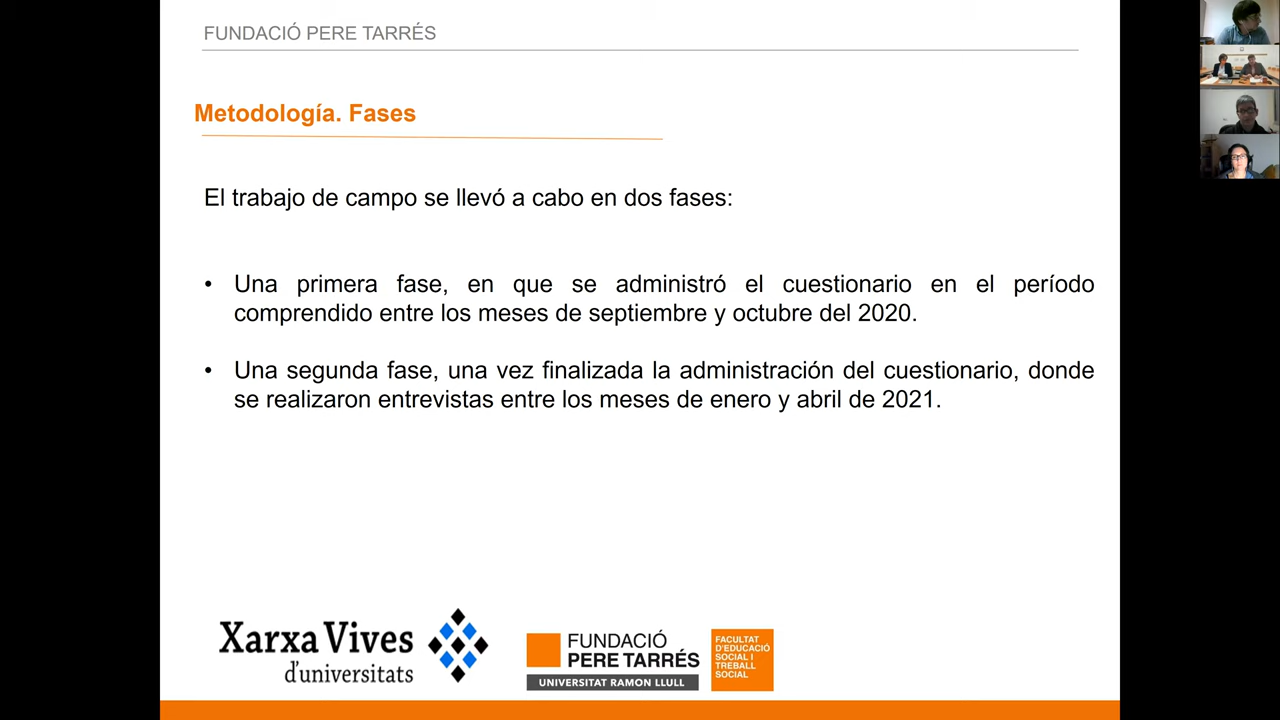 FUNDACIÓ PERE TARRÉS
Metodología. Fases
El trabajo de campo se llevó a cabo en dos fases:
• Una primera fase, en que se administró el cuestionario en el período
comprendido entre los meses de septiembre y octubre del 2020.
• Una segunda fase, una vez finalizada la administración del cuestionario, donde
se realizaron entrevistas entre los meses de enero y abril de 2021.
Xarxa Vives
d'universitats
FUNDACIÓ
PERE TARRÉS
UNIVERSITAT RAMON LLULL
FACULTAT
D'EDUCACIÓ
SOCIAL I
TREBALL
SOCIAL